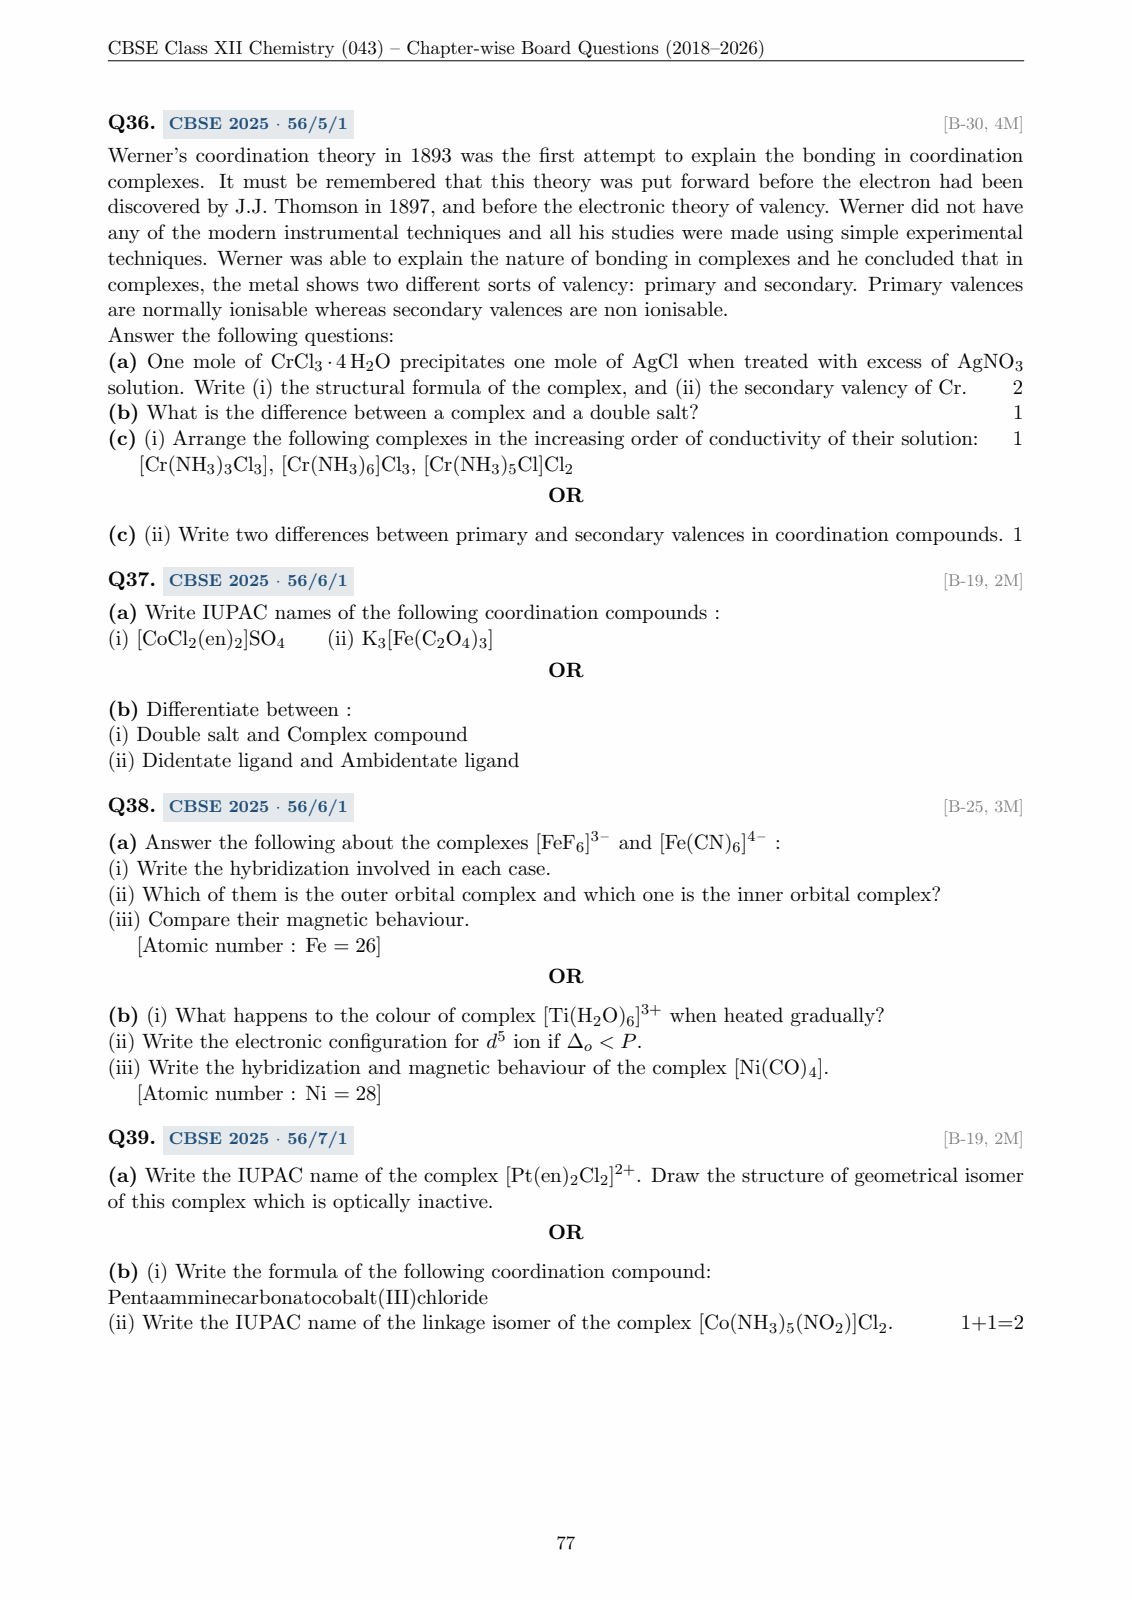 CBSE Class XII Chemistry (043) – Chapter-wise Board Questions (2018–2026)
Q36. CBSE 2025 · 56/5/1 [B-30, 4M]
Werner's coordination theory in 1893 was the first attempt to explain the bonding in coordination
complexes. It must be remembered that this theory was put forward before the electron had been
discovered by J.J. Thomson in 1897, and before the electronic theory of valency. Werner did not have
any of the modern instrumental techniques and all his studies were made using simple experimental
techniques. Werner was able to explain the nature of bonding in complexes and he concluded that in
complexes, the metal shows two different sorts of valency: primary and secondary. Primary valences
are normally ionisable whereas secondary valences are non ionisable.
Answer the following questions:
(a) One mole of CrCl₃ · 4 H₂O precipitates one mole of AgCl when treated with excess of AgNO₃
solution. Write (i) the structural formula of the complex, and (ii) the secondary valency of Cr. 2
(b) What is the difference between a complex and a double salt? 1
(c) (i) Arrange the following complexes in the increasing order of conductivity of their solution: 1
[Cr(NH₃)₃Cl₃], [Cr(NH₃)₆]Cl₃, [Cr(NH₃)₅Cl]Cl₂
OR
(c) (ii) Write two differences between primary and secondary valences in coordination compounds. 1
Q37. CBSE 2025 · 56/6/1 [B-19, 2M]
(a) Write IUPAC names of the following coordination compounds :
(i) [CoCl₂(en)₂]SO₄ (ii) K₃[Fe(C₂O₄)₃]
OR
(b) Differentiate between :
(i) Double salt and Complex compound
(ii) Didentate ligand and Ambidentate ligand
Q38. CBSE 2025 · 56/6/1 [B-25, 3M]
(a) Answer the following about the complexes [FeF₆]³⁻ and [Fe(CN)₆]⁴⁻ :
(i) Write the hybridization involved in each case.
(ii) Which of them is the outer orbital complex and which one is the inner orbital complex?
(iii) Compare their magnetic behaviour.
[Atomic number : Fe = 26]
OR
(b) (i) What happens to the colour of complex [Ti(H₂O)₆]³⁺ when heated gradually?
(ii) Write the electronic configuration for d⁵ ion if Δₒ < P.
(iii) Write the hybridization and magnetic behaviour of the complex [Ni(CO)₄].
[Atomic number : Ni = 28]
Q39. CBSE 2025 · 56/7/1 [B-19, 2M]
(a) Write the IUPAC name of the complex [Pt(en)₂Cl₂]²⁺. Draw the structure of geometrical isomer
of this complex which is optically inactive.
OR
(b) (i) Write the formula of the following coordination compound:
Pentaamminecarbonatocobalt(III)chloride
(ii) Write the IUPAC name of the linkage isomer of the complex [Co(NH₃)₅(NO₂)]Cl₂. 1+1=2
77